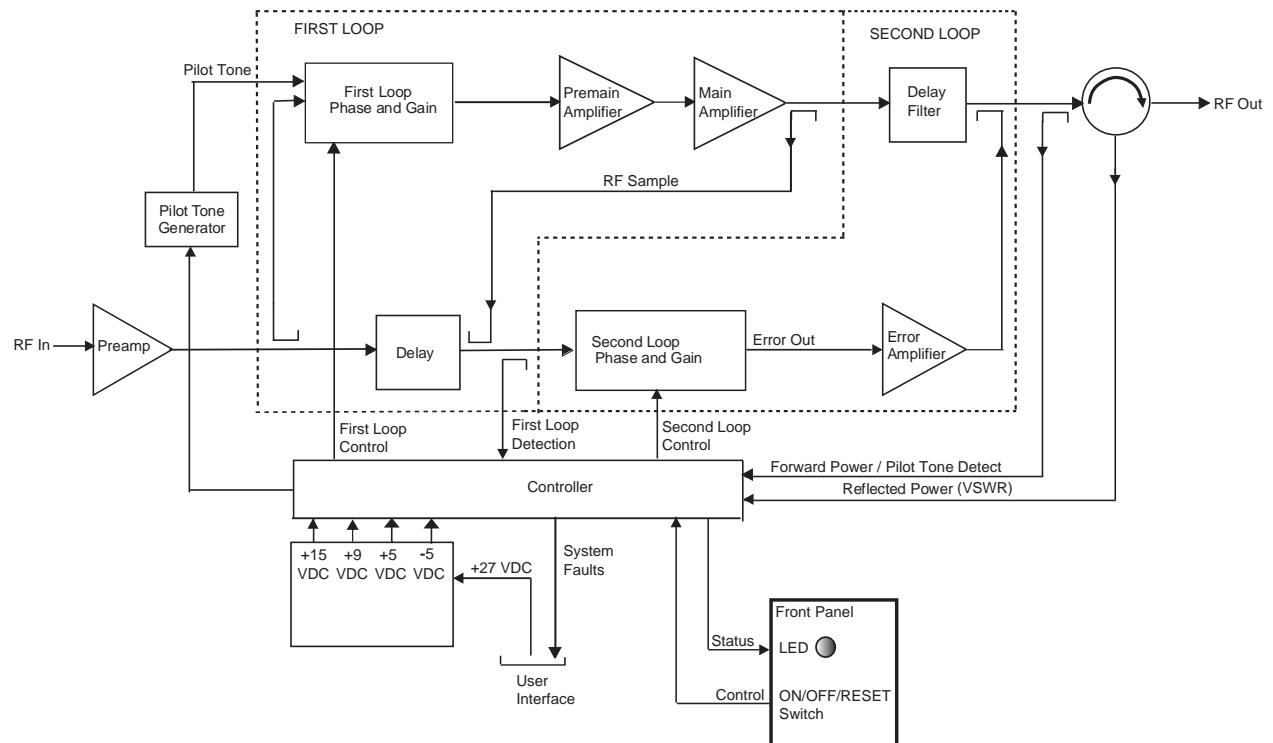 FIRST LOOP
SECOND LOOP
Pilot Tone
First Loop
Phase and Gain
Premain
Amplifier
Main
Amplifier
Delay
Filter
RF Out
RF Sample
Pilot Tone
Generator
RF In
Preamp
Delay
Second Loop
Phase and Gain
Error Out
Error
Amplifier
First Loop
Control
First Loop
Detection
Second Loop
Control
Forward Power / Pilot Tone Detect
Reflected Power (VSWR)
Controller
+15
VDC
+9
VDC
+5
VDC
-5
VDC
+27 VDC
System
Faults
User
Interface
Front Panel
Status
LED
Control
ON/OFF/RESET
Switch